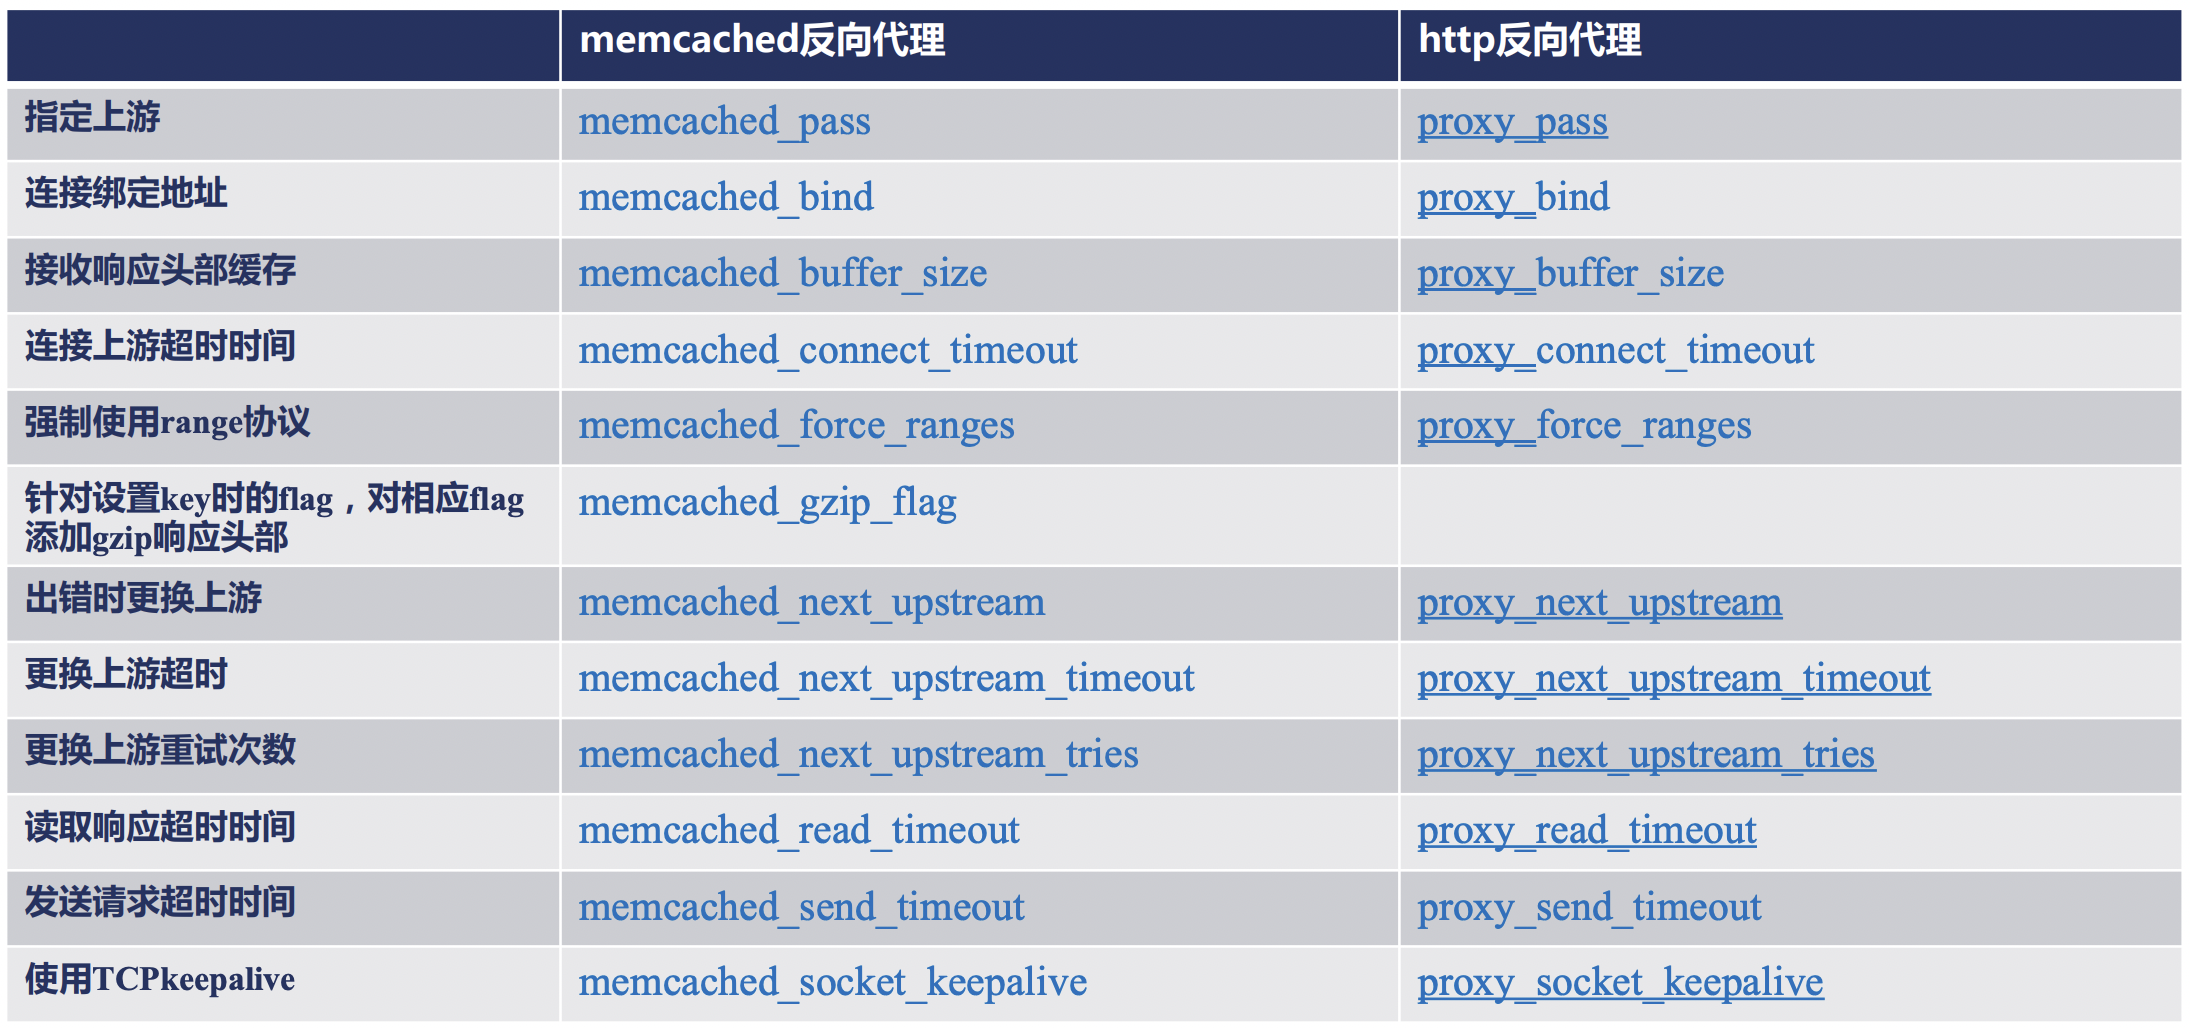 memcached反向代理 http反向代理
指定上游 memcached_pass proxy_pass
连接绑定地址 memcached_bind proxy_bind
接收响应头部缓存 memcached_buffer_size proxy_buffer_size
连接上游超时时间 memcached_connect_timeout proxy_connect_timeout
强制使用range协议 memcached_force_ranges proxy_force_ranges
针对设置key时的flag，对相应flag memcached_gzip_flag
添加gzip响应头部
出错时更换上游 memcached_next_upstream proxy_next_upstream
更换上游超时 memcached_next_upstream_timeout proxy_next_upstream_timeout
更换上游重试次数 memcached_next_upstream_tries proxy_next_upstream_tries
读取响应超时时间 memcached_read_timeout proxy_read_timeout
发送请求超时时间 memcached_send_timeout proxy_send_timeout
使用TCPkeepalive memcached_socket_keepalive proxy_socket_keepalive